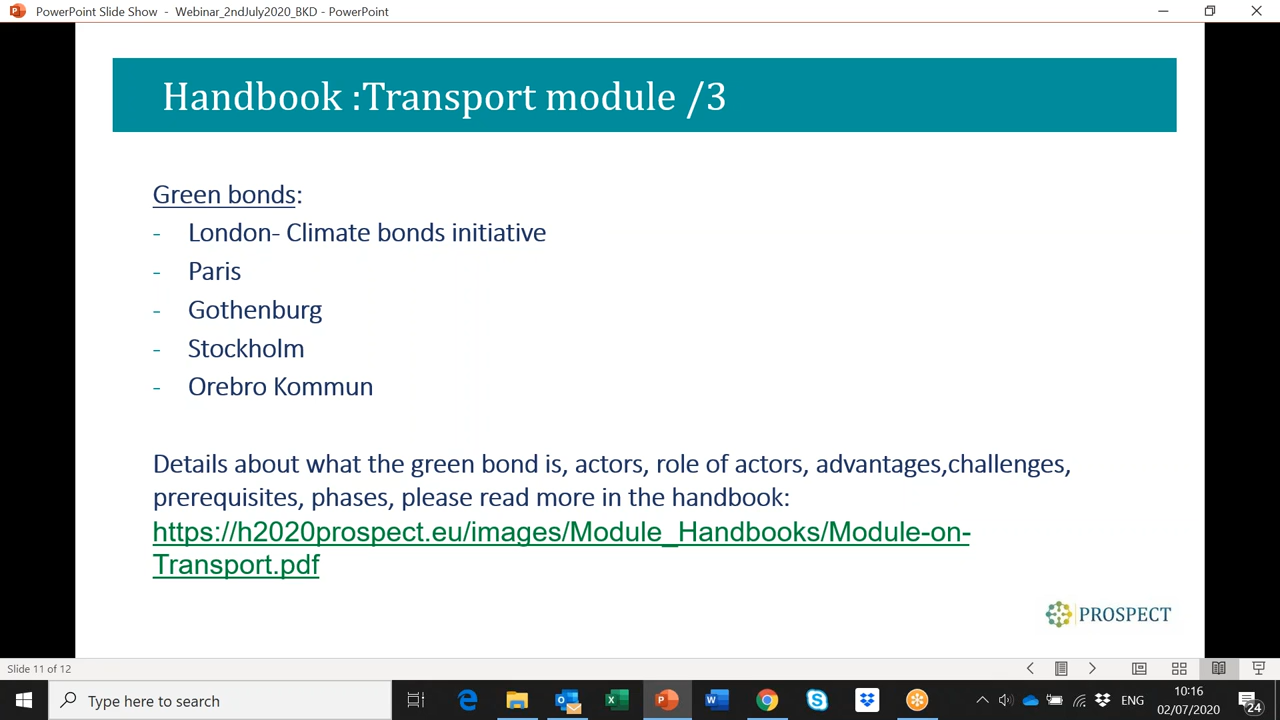 PowerPoint Slide Show - Webinar_2ndJuly2020_BKD - PowerPoint
Handbook :Transport module /3
Green bonds:
- London- Climate bonds initiative
- Paris
- Gothenburg
- Stockholm
- Orebro Kommun
Details about what the green bond is, actors, role of actors, advantages,challenges,
prerequisites, phases, please read more in the handbook:
https://h2020prospect.eu/images/Module_Handbooks/Module-on-
Transport.pdf
PROSPECT
Slide 11 of 12
Type here to search
ENG
10:16
02/07/2020
24